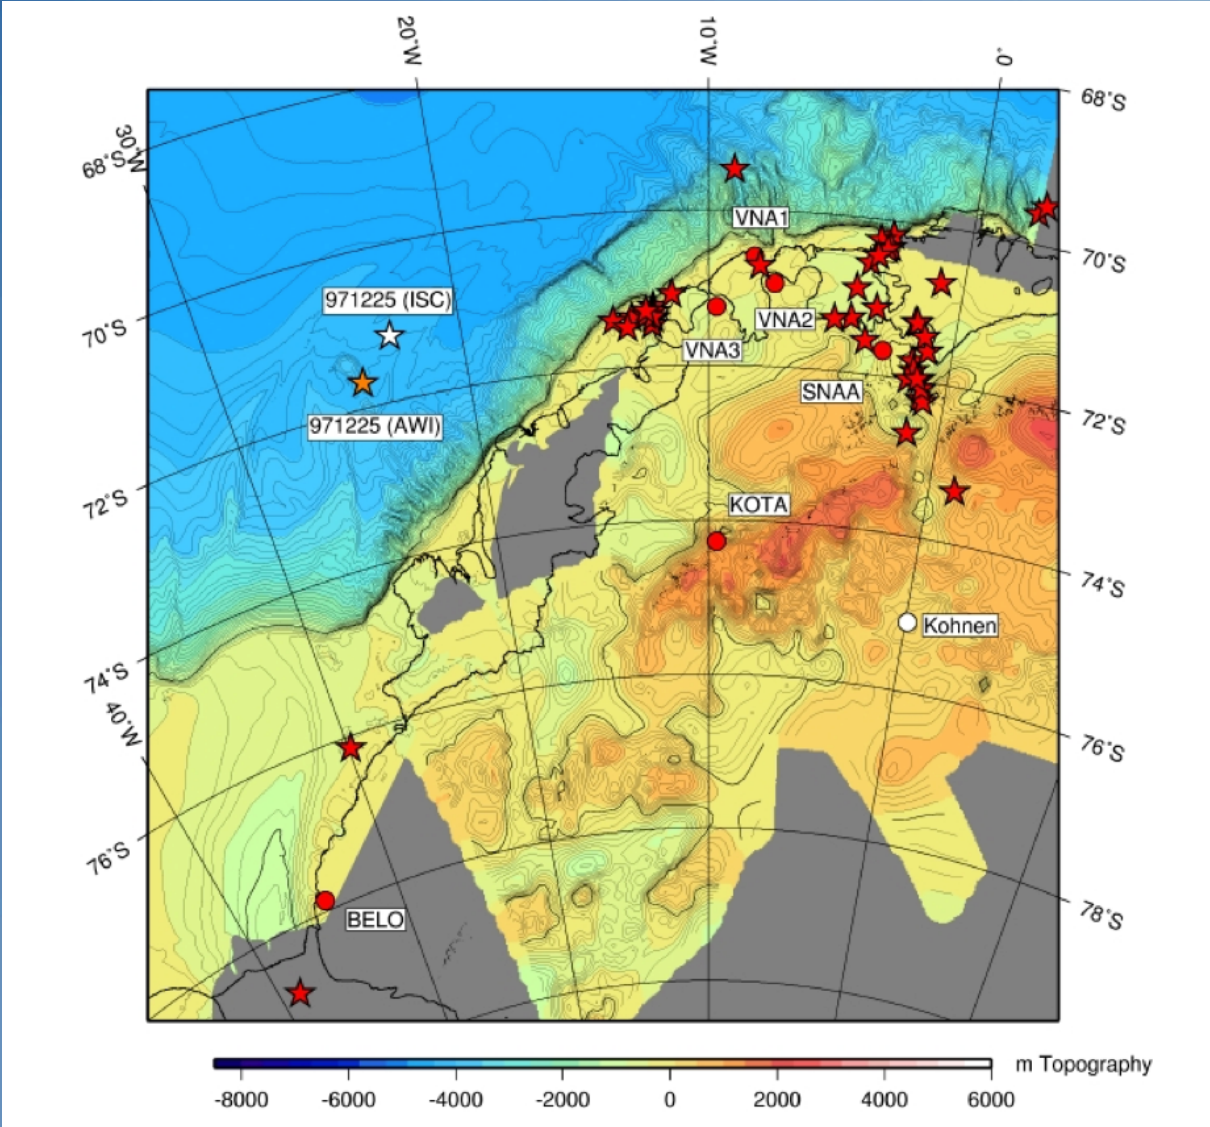 20°W
10°W
0°
30°W
68°S
68°S
VNA1
70°S
971225 (ISC)
70°S
VNA2
VNA3
971225 (AWI)
SNAA
72°S
72°S
KOTA
74°S
Kohnen
74°S
40°W
76°S
76°S
BELO
78°S
m Topography
-8000 -6000 -4000 -2000 0 2000 4000 6000